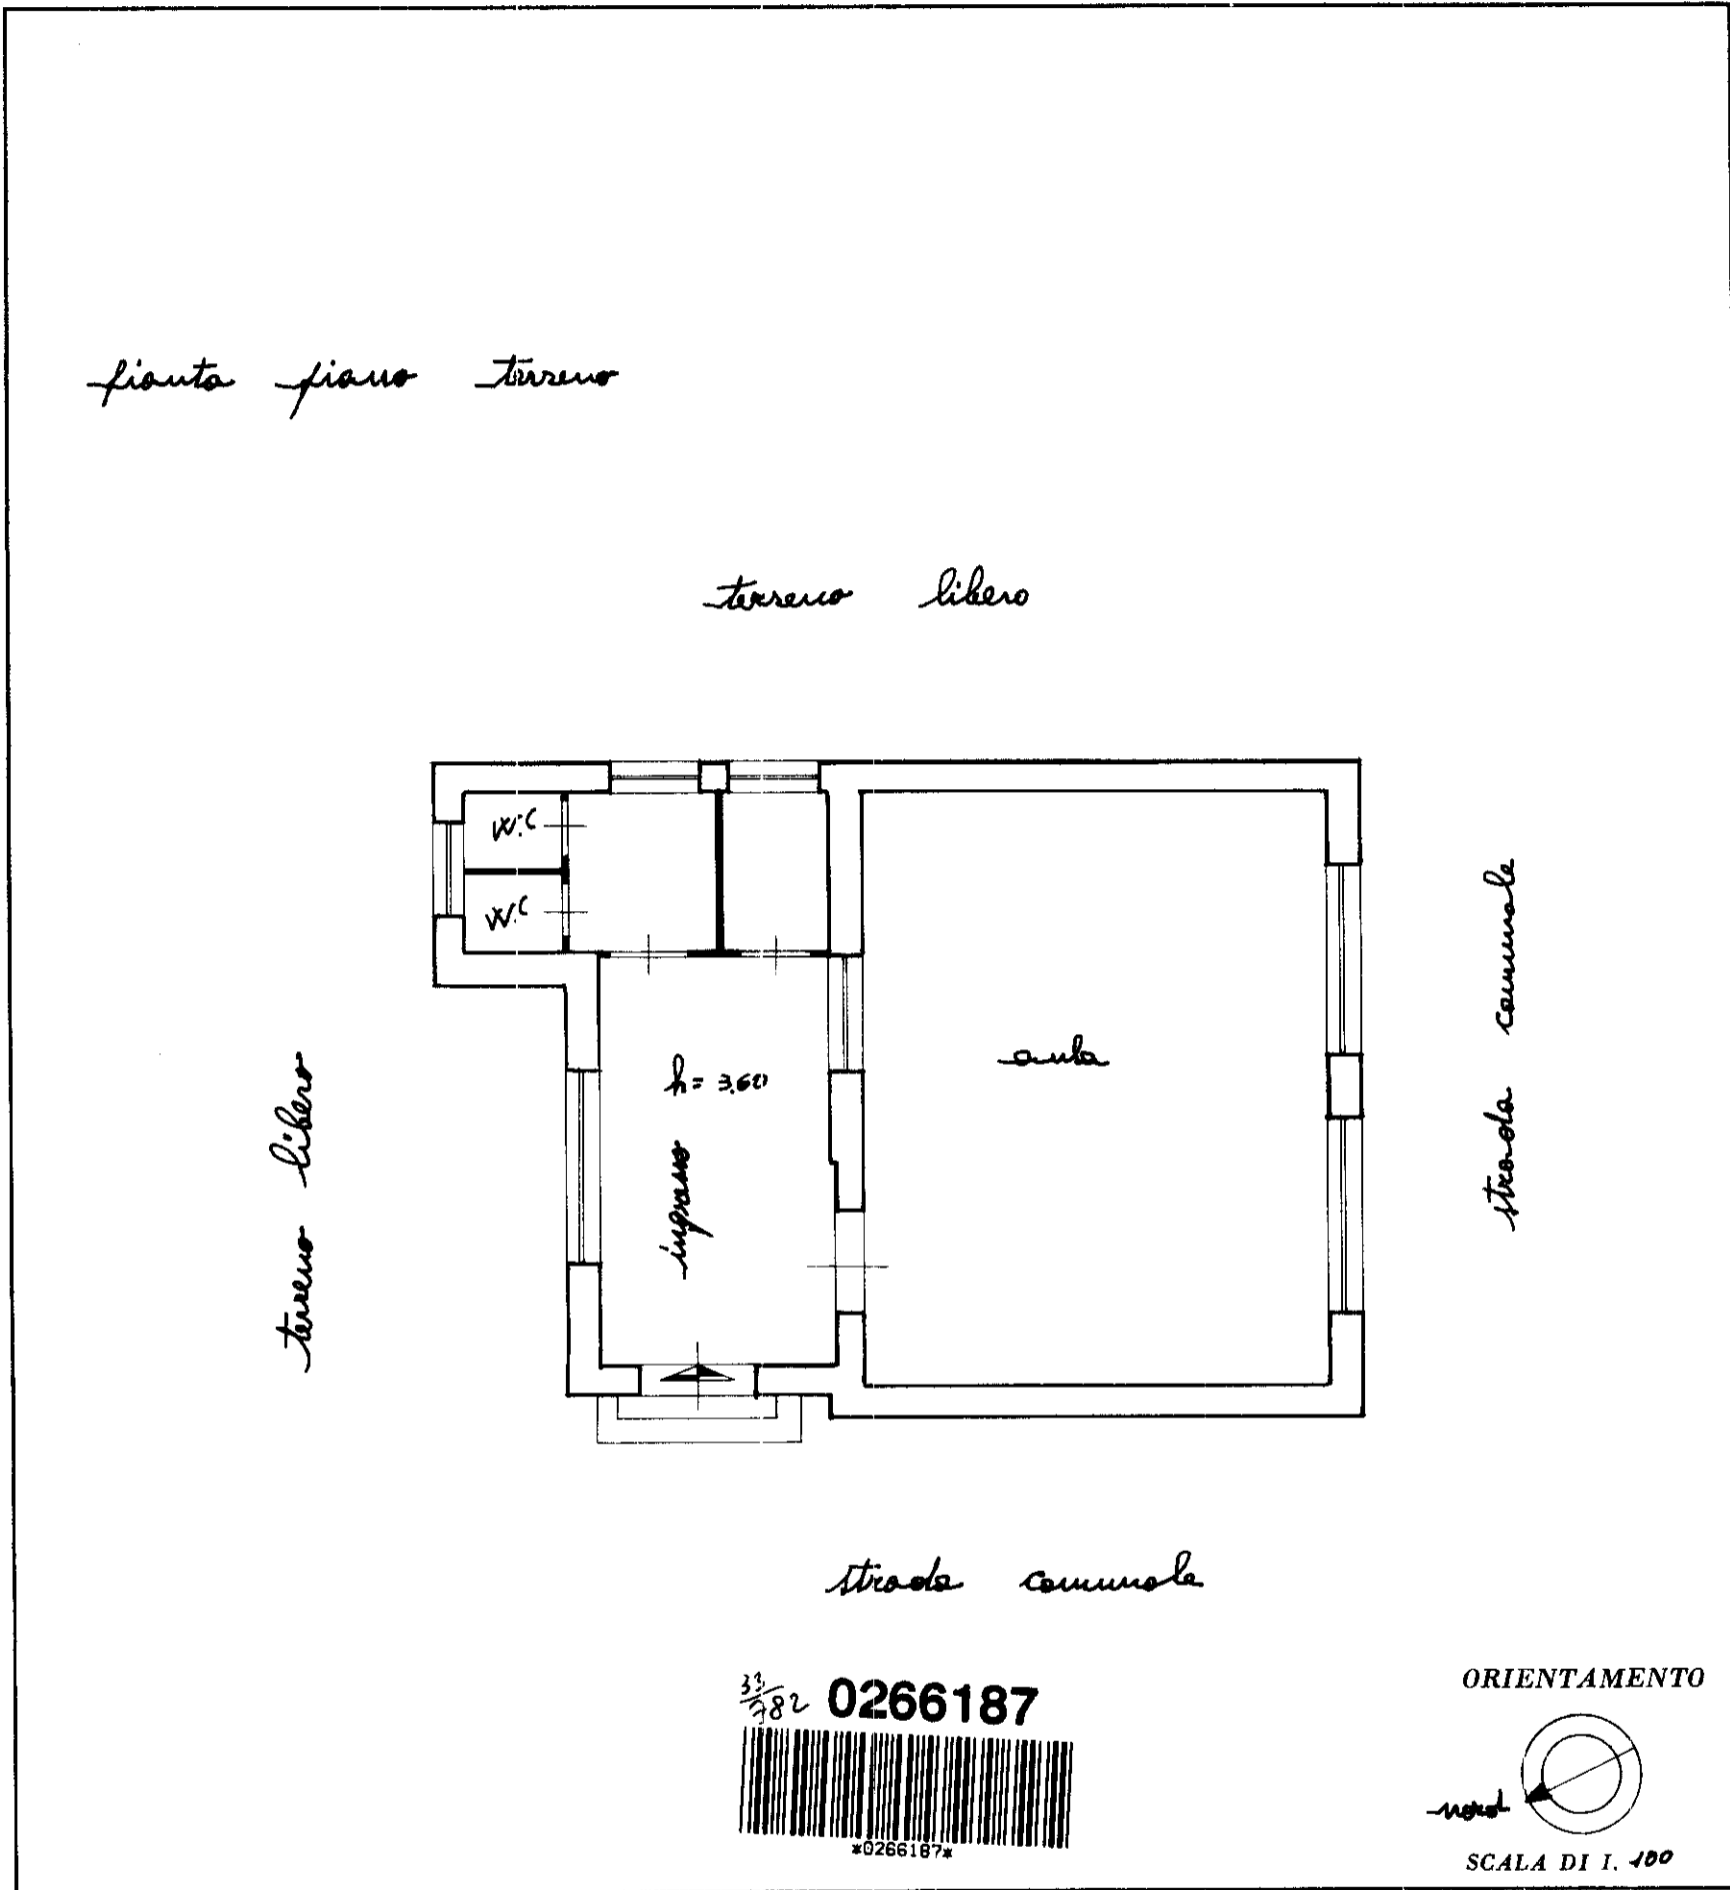 pianta piano terreno
terreno libero
W.C
W.C
strada comunale
aula
h = 3,60
terreno libero
ingresso
strada comunale
33/782 0266187
*0266187*
ORIENTAMENTO
nord
SCALA DI I. 100